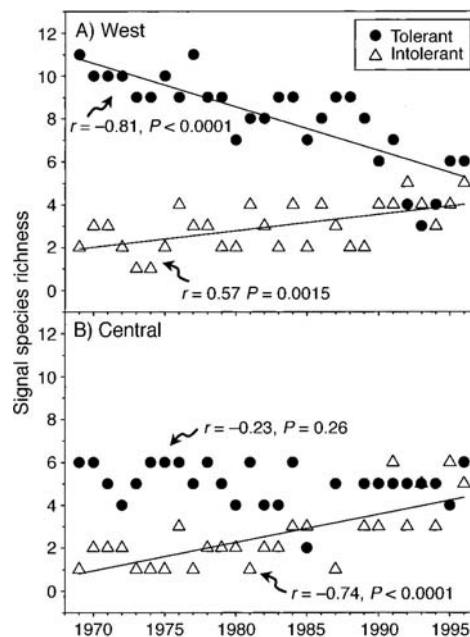 A) West
● Tolerant
△ Intolerant
12
10
8
6
4
2
0
r = –0.81, P < 0.0001
r = 0.57 P = 0.0015
Signal species richness
B) Central
12
10
8
6
4
2
0
r = –0.23, P = 0.26
r = –0.74, P < 0.0001
1970 1975 1980 1985 1990 1995